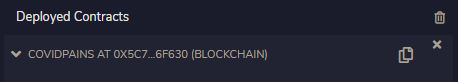 Deployed Contracts
COVIDPAINS AT 0X5C7...6F630 (BLOCKCHAIN)